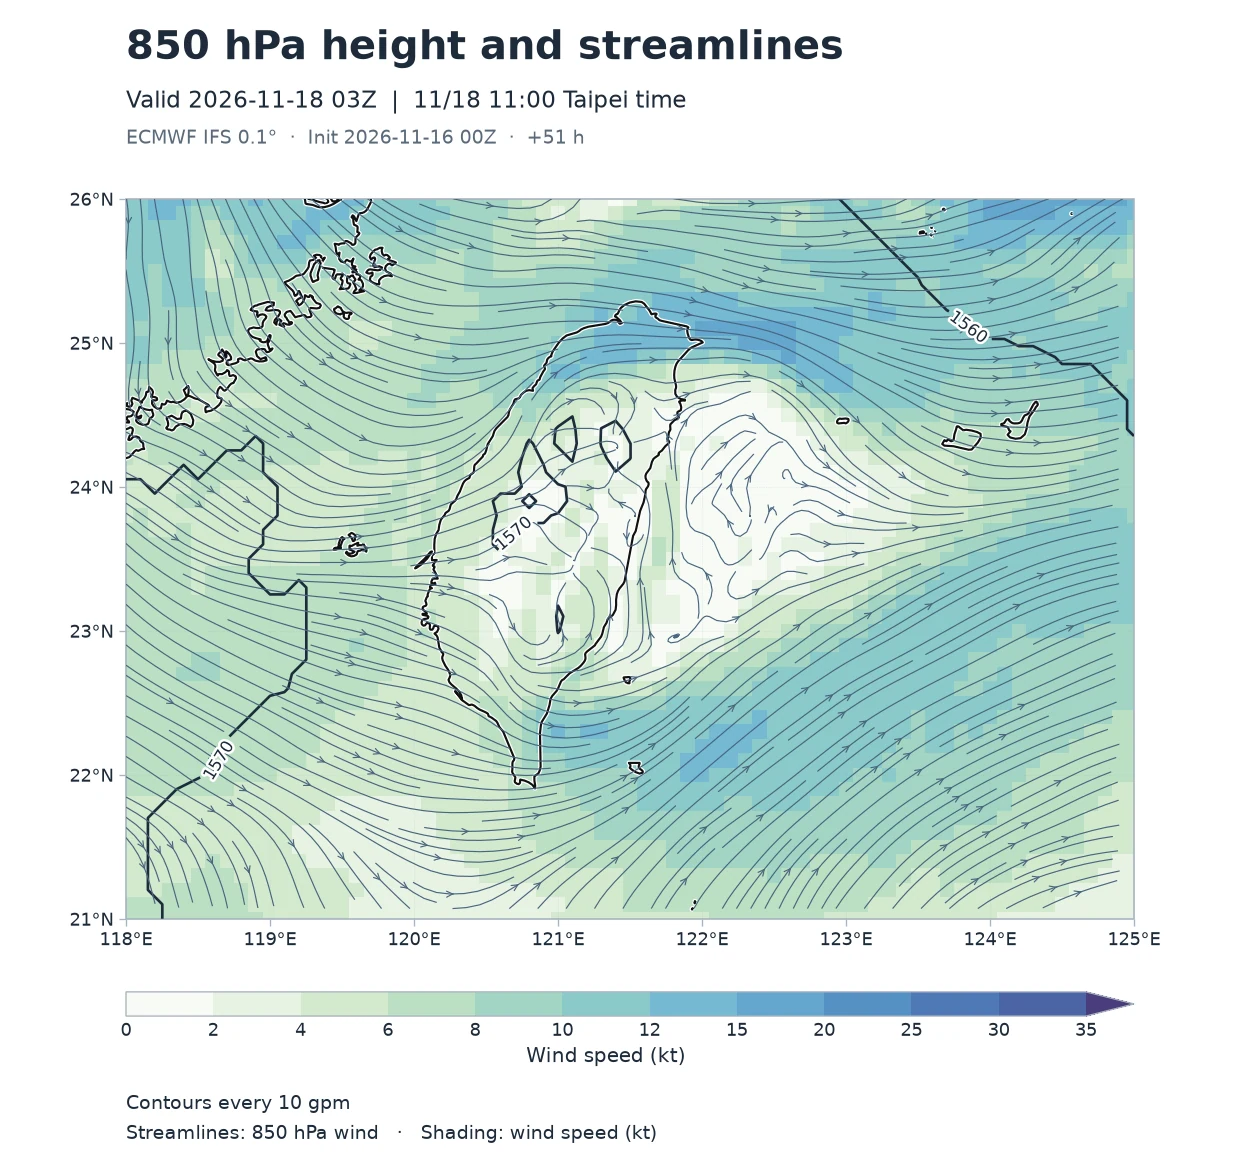 850 hPa height and streamlines
Valid 2026-11-18 03Z | 11/18 11:00 Taipei time
ECMWF IFS 0.1° · Init 2026-11-16 00Z · +51 h
26°N
25°N
24°N
23°N
22°N
21°N
1560
1570
1570
118°E 119°E 120°E 121°E 122°E 123°E 124°E 125°E
0 2 4 6 8 10 12 15 20 25 30 35
Wind speed (kt)
Contours every 10 gpm
Streamlines: 850 hPa wind · Shading: wind speed (kt)